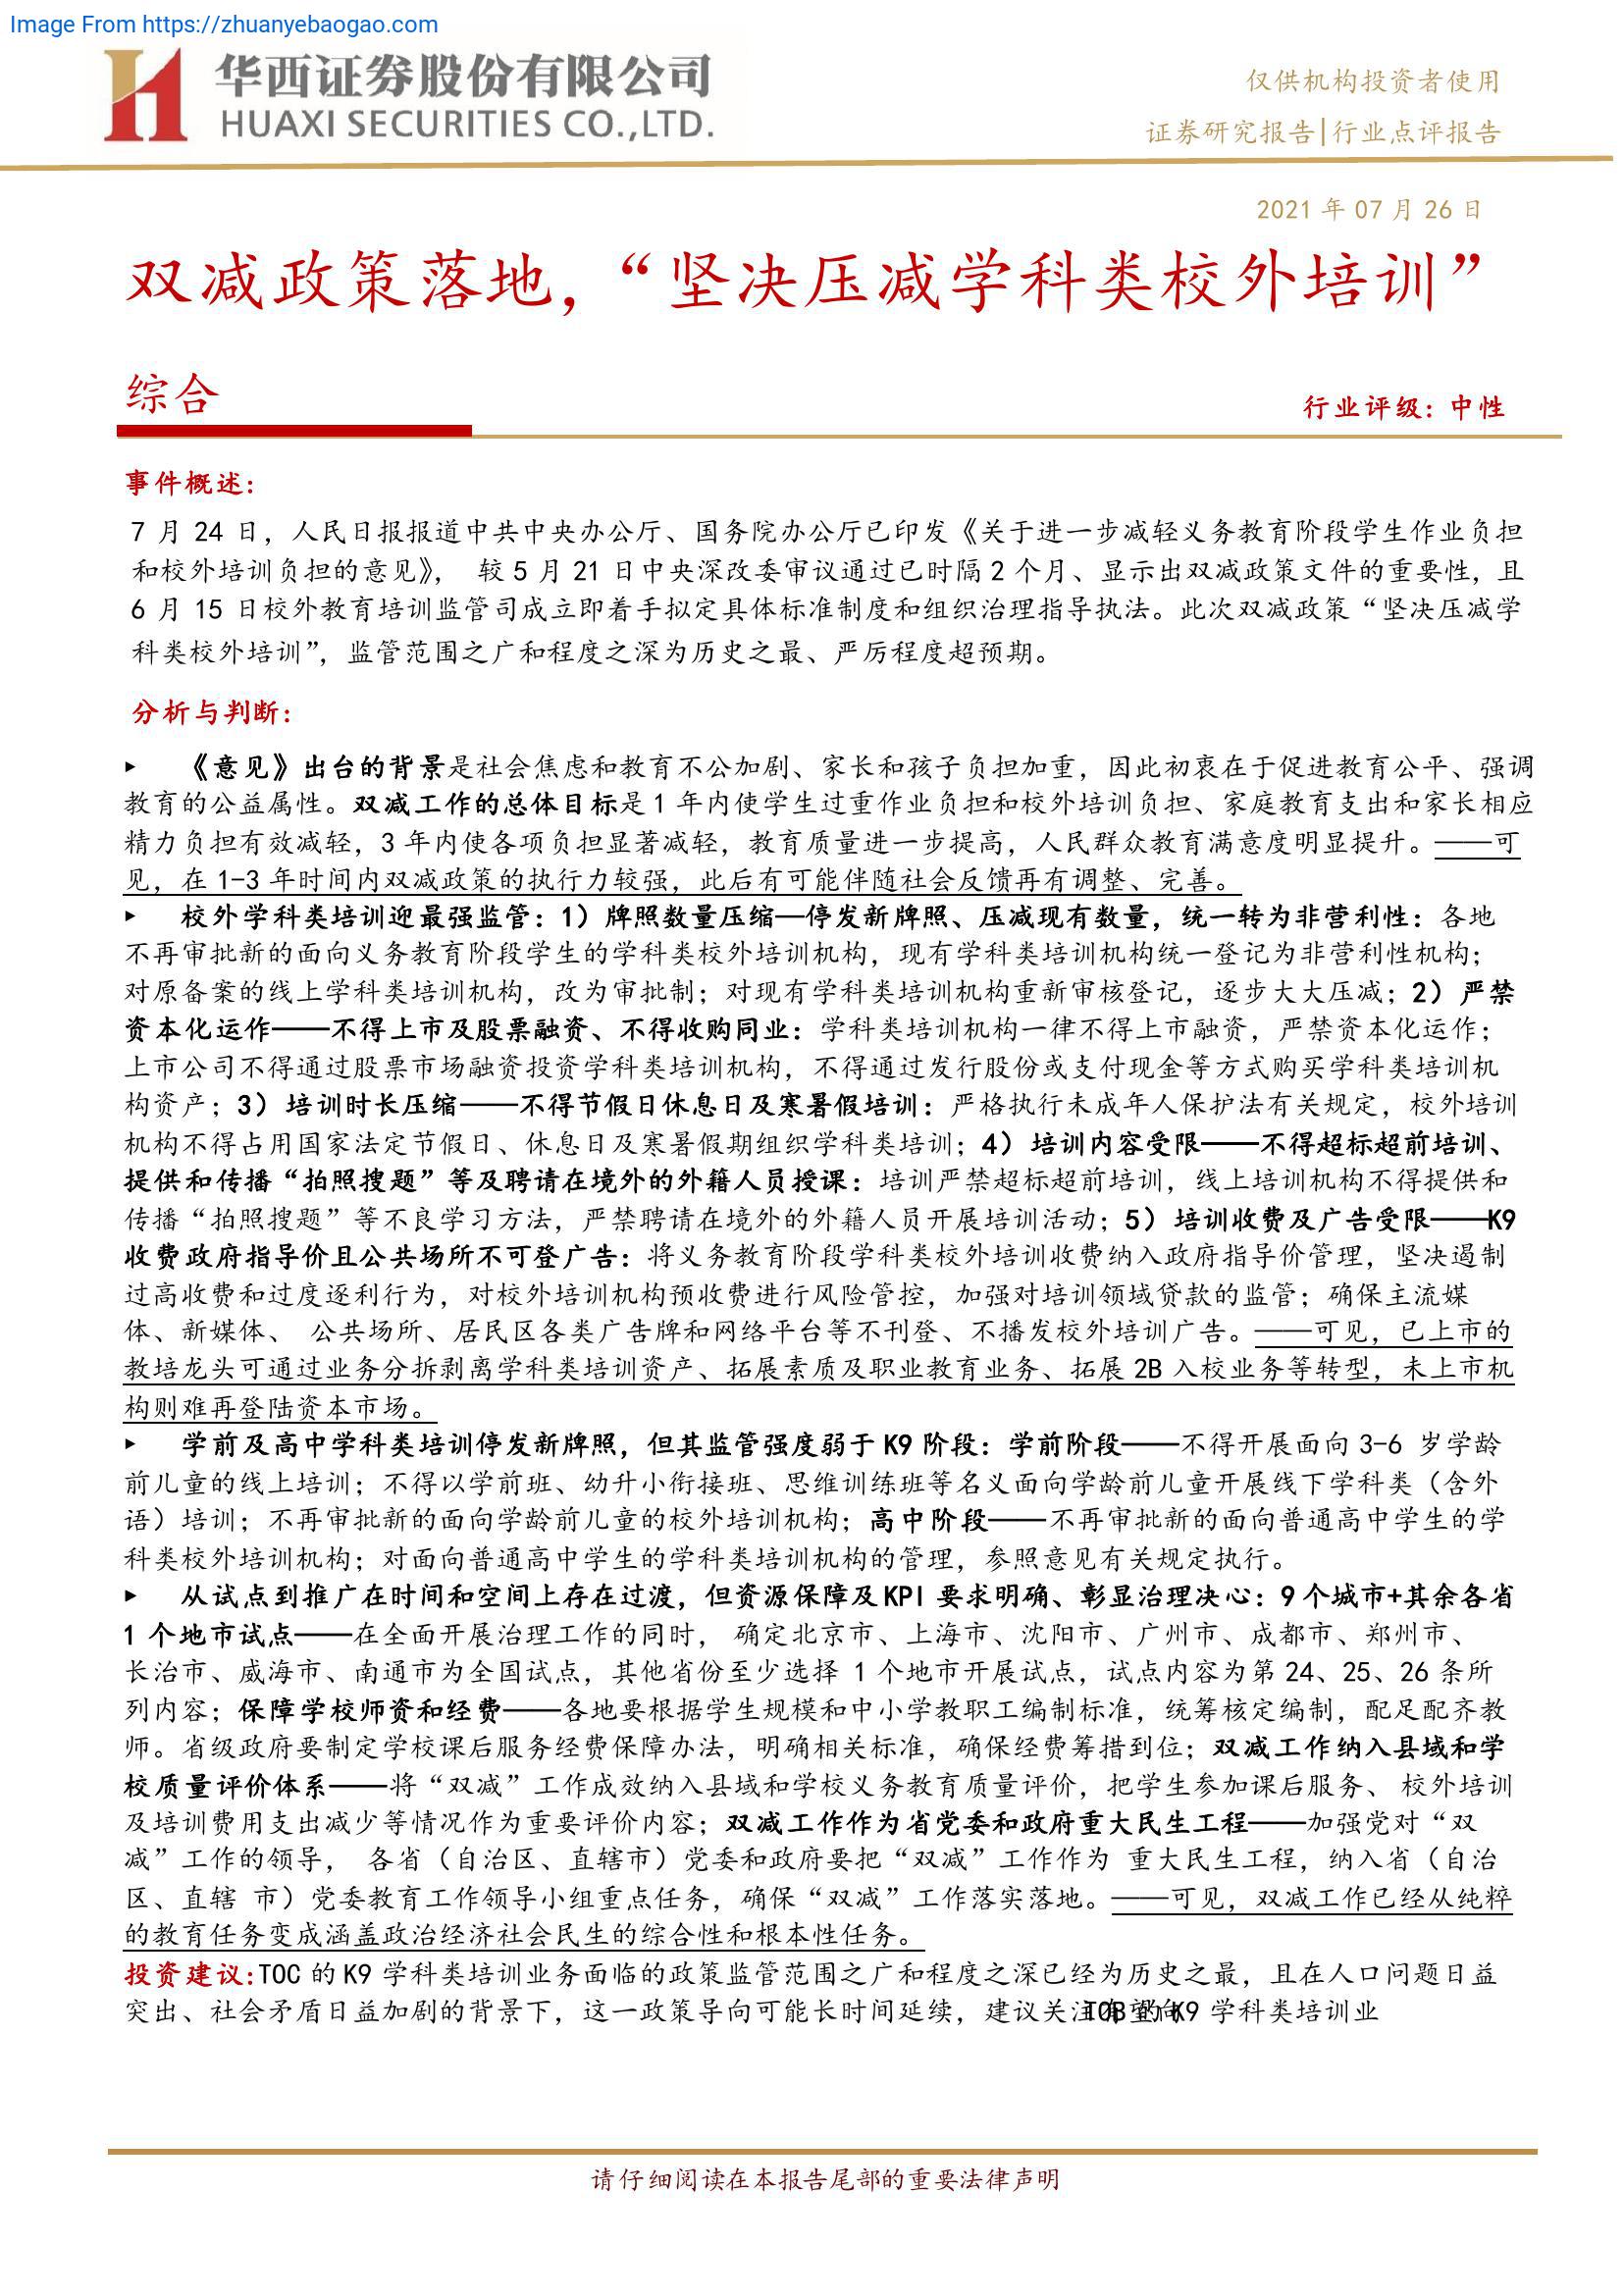 Image From https://zhuanyebaogao.com
华西证券股份有限公司
HUAXI SECURITIES CO.,LTD.
仅供机构投资者使用
证券研究报告|行业点评报告
2021 年 07 月 26 日
双减政策落地，“坚决压减学科类校外培训”
综合
行业评级: 中性
事件概述:
7 月 24 日，人民日报报道中共中央办公厅、国务院办公厅已印发《关于进一步减轻义务教育阶段学生作业负担
和校外培训负担的意见》， 较 5 月 21 日中央深改委审议通过已时隔 2 个月、显示出双减政策文件的重要性，且
6 月 15 日校外教育培训监管司成立即着手拟定具体标准制度和组织治理指导执法。此次双减政策“坚决压减学
科类校外培训”，监管范围之广和程度之深为历史之最、严厉程度超预期。
分析与判断:
▸ 《意见》出台的背景是社会焦虑和教育不公加剧、家长和孩子负担加重，因此初衷在于促进教育公平、强调
教育的公益属性。双减工作的总体目标是 1 年内使学生过重作业负担和校外培训负担、家庭教育支出和家长相应
精力负担有效减轻，3 年内使各项负担显著减轻，教育质量进一步提高，人民群众教育满意度明显提升。——可
见，在 1-3 年时间内双减政策的执行力较强，此后有可能伴随社会反馈再有调整、完善。
▸ 校外学科类培训迎最强监管：1）牌照数量压缩—停发新牌照、压减现有数量，统一转为非营利性：各地
不再审批新的面向义务教育阶段学生的学科类校外培训机构，现有学科类培训机构统一登记为非营利性机构；
对原备案的线上学科类培训机构，改为审批制；对现有学科类培训机构重新审核登记，逐步大大压减；2）严禁
资本化运作——不得上市及股票融资、不得收购同业：学科类培训机构一律不得上市融资，严禁资本化运作；
上市公司不得通过股票市场融资投资学科类培训机构，不得通过发行股份或支付现金等方式购买学科类培训机
构资产；3）培训时长压缩——不得节假日休息日及寒暑假培训：严格执行未成年人保护法有关规定，校外培训
机构不得占用国家法定节假日、休息日及寒暑假期组织学科类培训；4）培训内容受限——不得超标超前培训、
提供和传播“拍照搜题”等及聘请在境外的外籍人员授课：培训严禁超标超前培训，线上培训机构不得提供和
传播“拍照搜题”等不良学习方法，严禁聘请在境外的外籍人员开展培训活动；5）培训收费及广告受限——K9
收费政府指导价且公共场所不可登广告：将义务教育阶段学科类校外培训收费纳入政府指导价管理，坚决遏制
过高收费和过度逐利行为，对校外培训机构预收费进行风险管控，加强对培训领域贷款的监管；确保主流媒
体、新媒体、 公共场所、居民区各类广告牌和网络平台等不刊登、不播发校外培训广告。——可见，已上市的
教培龙头可通过业务分拆剥离学科类培训资产、拓展素质及职业教育业务、拓展 2B 入校业务等转型，未上市机
构则难再登陆资本市场。
▸ 学前及高中学科类培训停发新牌照，但其监管强度弱于 K9 阶段：学前阶段——不得开展面向 3-6 岁学龄
前儿童的线上培训；不得以学前班、幼升小衔接班、思维训练班等名义面向学龄前儿童开展线下学科类（含外
语）培训；不再审批新的面向学龄前儿童的校外培训机构；高中阶段——不再审批新的面向普通高中学生的学
科类校外培训机构；对面向普通高中学生的学科类培训机构的管理，参照意见有关规定执行。
▸ 从试点到推广在时间和空间上存在过渡，但资源保障及 KPI 要求明确、彰显治理决心：9 个城市+其余各省
1 个地市试点——在全面开展治理工作的同时， 确定北京市、上海市、沈阳市、广州市、成都市、郑州市、
长治市、威海市、南通市为全国试点，其他省份至少选择 1 个地市开展试点，试点内容为第 24、25、26 条所
列内容；保障学校师资和经费——各地要根据学生规模和中小学教职工编制标准，统筹核定编制，配足配齐教
师。省级政府要制定学校课后服务经费保障办法，明确相关标准，确保经费筹措到位；双减工作纳入县域和学
校质量评价体系——将“双减”工作成效纳入县域和学校义务教育质量评价，把学生参加课后服务、 校外培训
及培训费用支出减少等情况作为重要评价内容；双减工作作为省党委和政府重大民生工程——加强党对“双
减”工作的领导， 各省（自治区、直辖市）党委和政府要把“双减”工作作为 重大民生工程，纳入省（自治
区、直辖 市）党委教育工作领导小组重点任务，确保“双减”工作落实落地。——可见，双减工作已经从纯粹
的教育任务变成涵盖政治经济社会民生的综合性和根本性任务。
投资建议:TOC 的 K9 学科类培训业务面临的政策监管范围之广和程度之深已经为历史之最，且在人口问题日益
突出、社会矛盾日益加剧的背景下，这一政策导向可能长时间延续，建议关注 TOB K9 学科类培训业
请仔细阅读在本报告尾部的重要法律声明